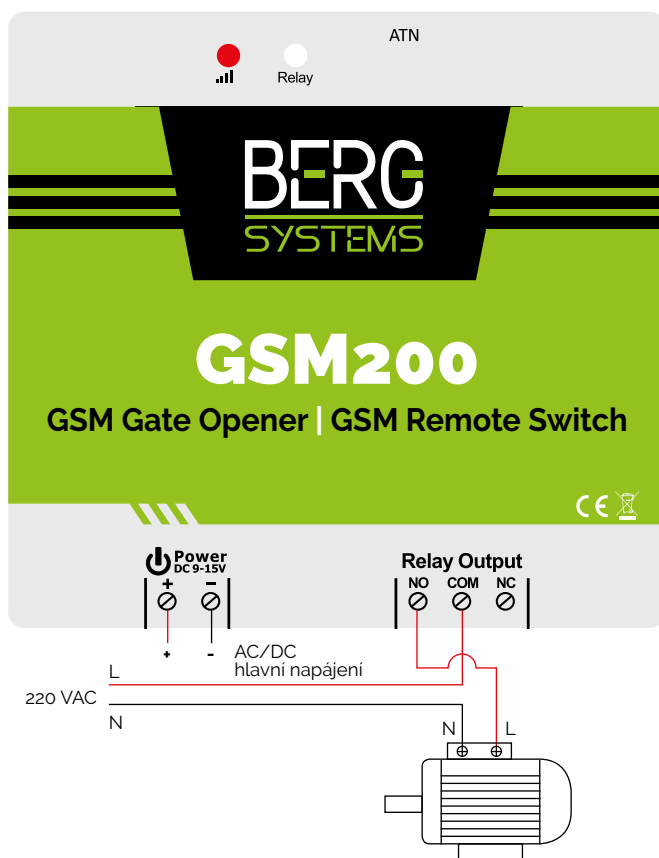 ATN
Relay
BERG
SYSTEMS
GSM200
GSM Gate Opener | GSM Remote Switch
CE
Power
DC 9-15V
+ -
Relay Output
NO COM NC
+ -
AC/DC
hlavní napájení
L
220 VAC
N
N L